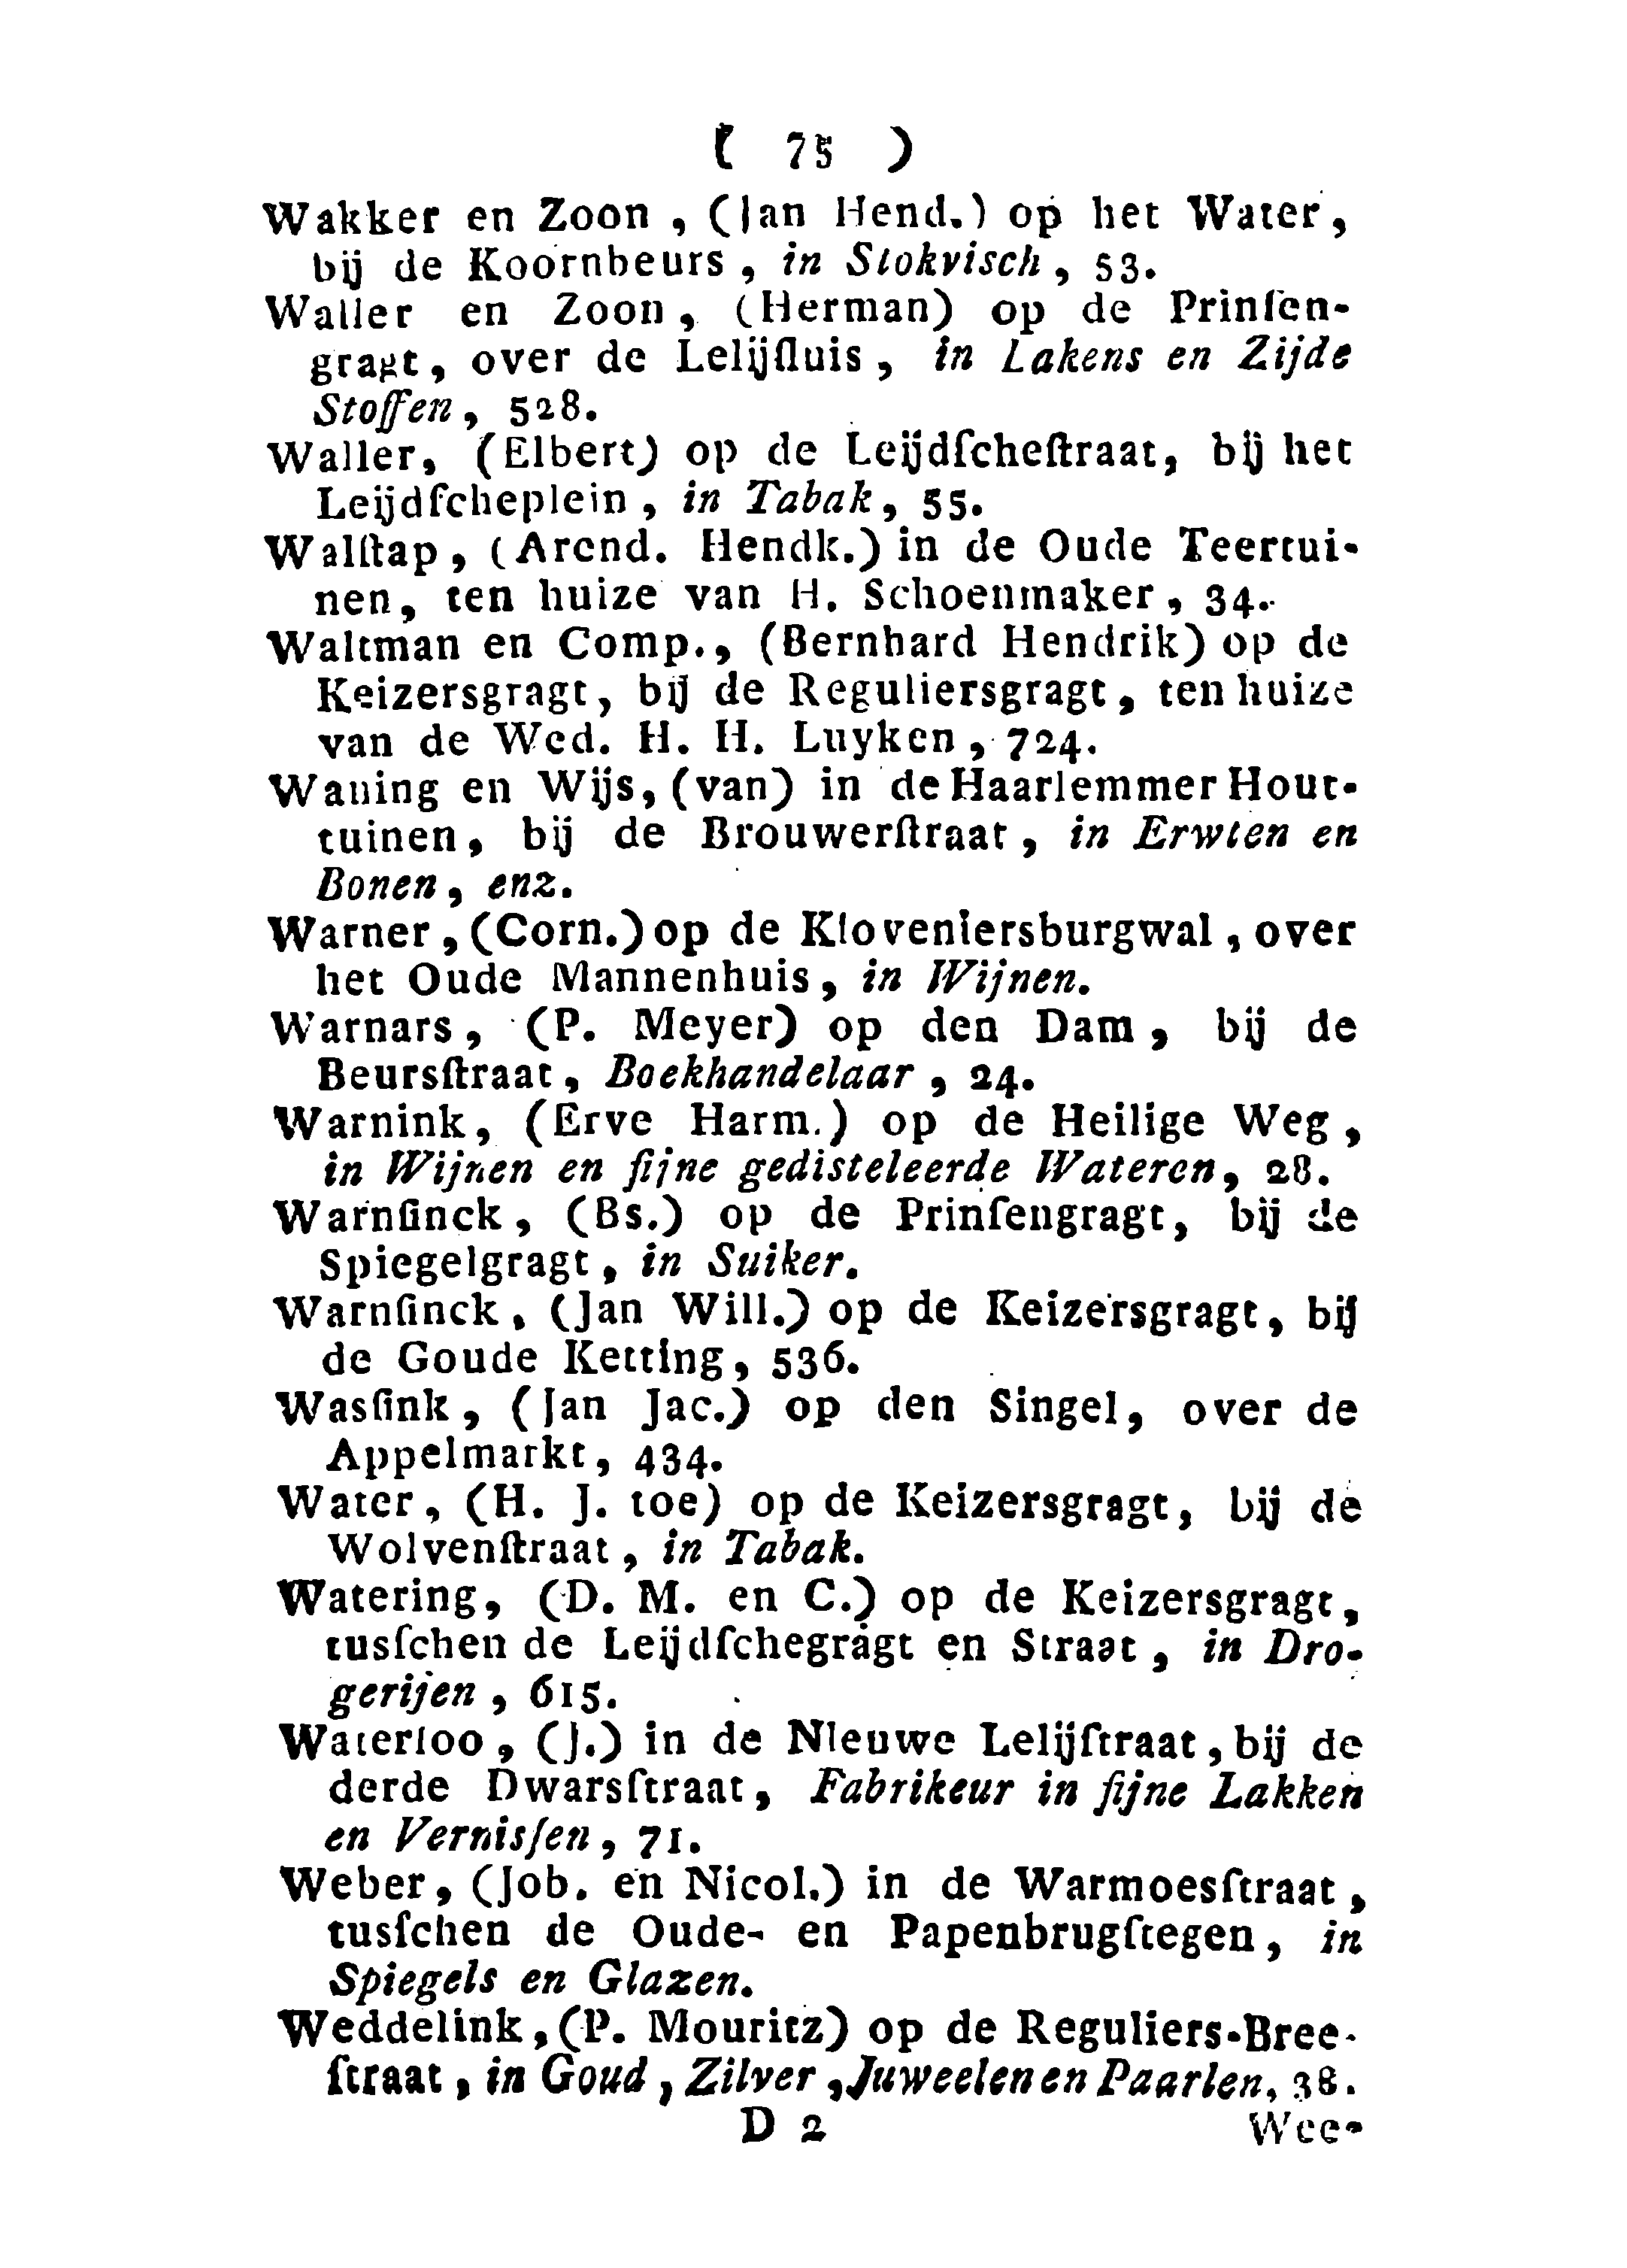 ( 75 )
Wakker en Zoon , (Jan Hend.) op het Water,
bij de Koornbeurs , in Stokvisch , 53.
Waller en Zoon, (Herman) op de Prinſen-
gragt, over de Lelijſluis , in Lakens en Zijde
Stoffen, 528.
Waller, (Elbert) op de Leijdſcheſtraat, bij het
Leijdſcheplein , in Tabak, 55.
Walſtap, (Arend. Hendk.) in de Oude Teertui-
nen, ten huize van H. Schoenmaker , 34.
Waltman en Comp., (Bernhard Hendrik) op de
Keizersgragt, bij de Reguliersgragt, ten huize
van de Wed. H. H. Luyken , 724.
Waning en Wijs, (van) in de Haarlemmer Hout-
tuinen, bij de Brouwerſtraat , in Erwten en
Bonen , enz.
Warner , (Corn.) op de Kloveniersburgwal , over
het Oude Mannenhuis, in Wijnen.
Warnars, (P. Meyer) op den Dam, bij de
Beursſtraat, Boekhandelaar , 24.
Warnink, (Erve Harm.) op de Heilige Weg,
in Wijnen en fijne gedisteleerde Wateren, 28.
Warnſinck, (Bs.) op de Prinſengragt, bij de
Spiegelgragt, in Suiker.
Warnſinck, (Jan Will.) op de Keizersgragt, bij
de Goude Ketting, 536.
Wasſink, (Jan Jac.) op den Singel, over de
Appelmarkt, 434.
Water, (H. J. toe) op de Keizersgragt, bij de
Wolvenſtraat , in Tabak.
Watering, (D. M. en C.) op de Keizersgragt,
tusſchen de Leijdſchegragt en Straat , in Dro-
gerijen , 615.
Waterloo, (J.) in de Nieuwe Lelijſtraat, bij de
derde Dwarsſtraat, Fabrikeur in fijne Lakken
en Vernisſen, 71.
Weber, (Job. en Nicol.) in de Warmoesſtraat,
tusſchen de Oude- en Papenbrugſtegen, in
Spiegels en Glazen.
Weddelink, (P. Mouritz) op de Reguliers-Bree-
ſtraat, in Goud, Zilver, Juweelen en Paarlen, 38.
D 2 Wee-